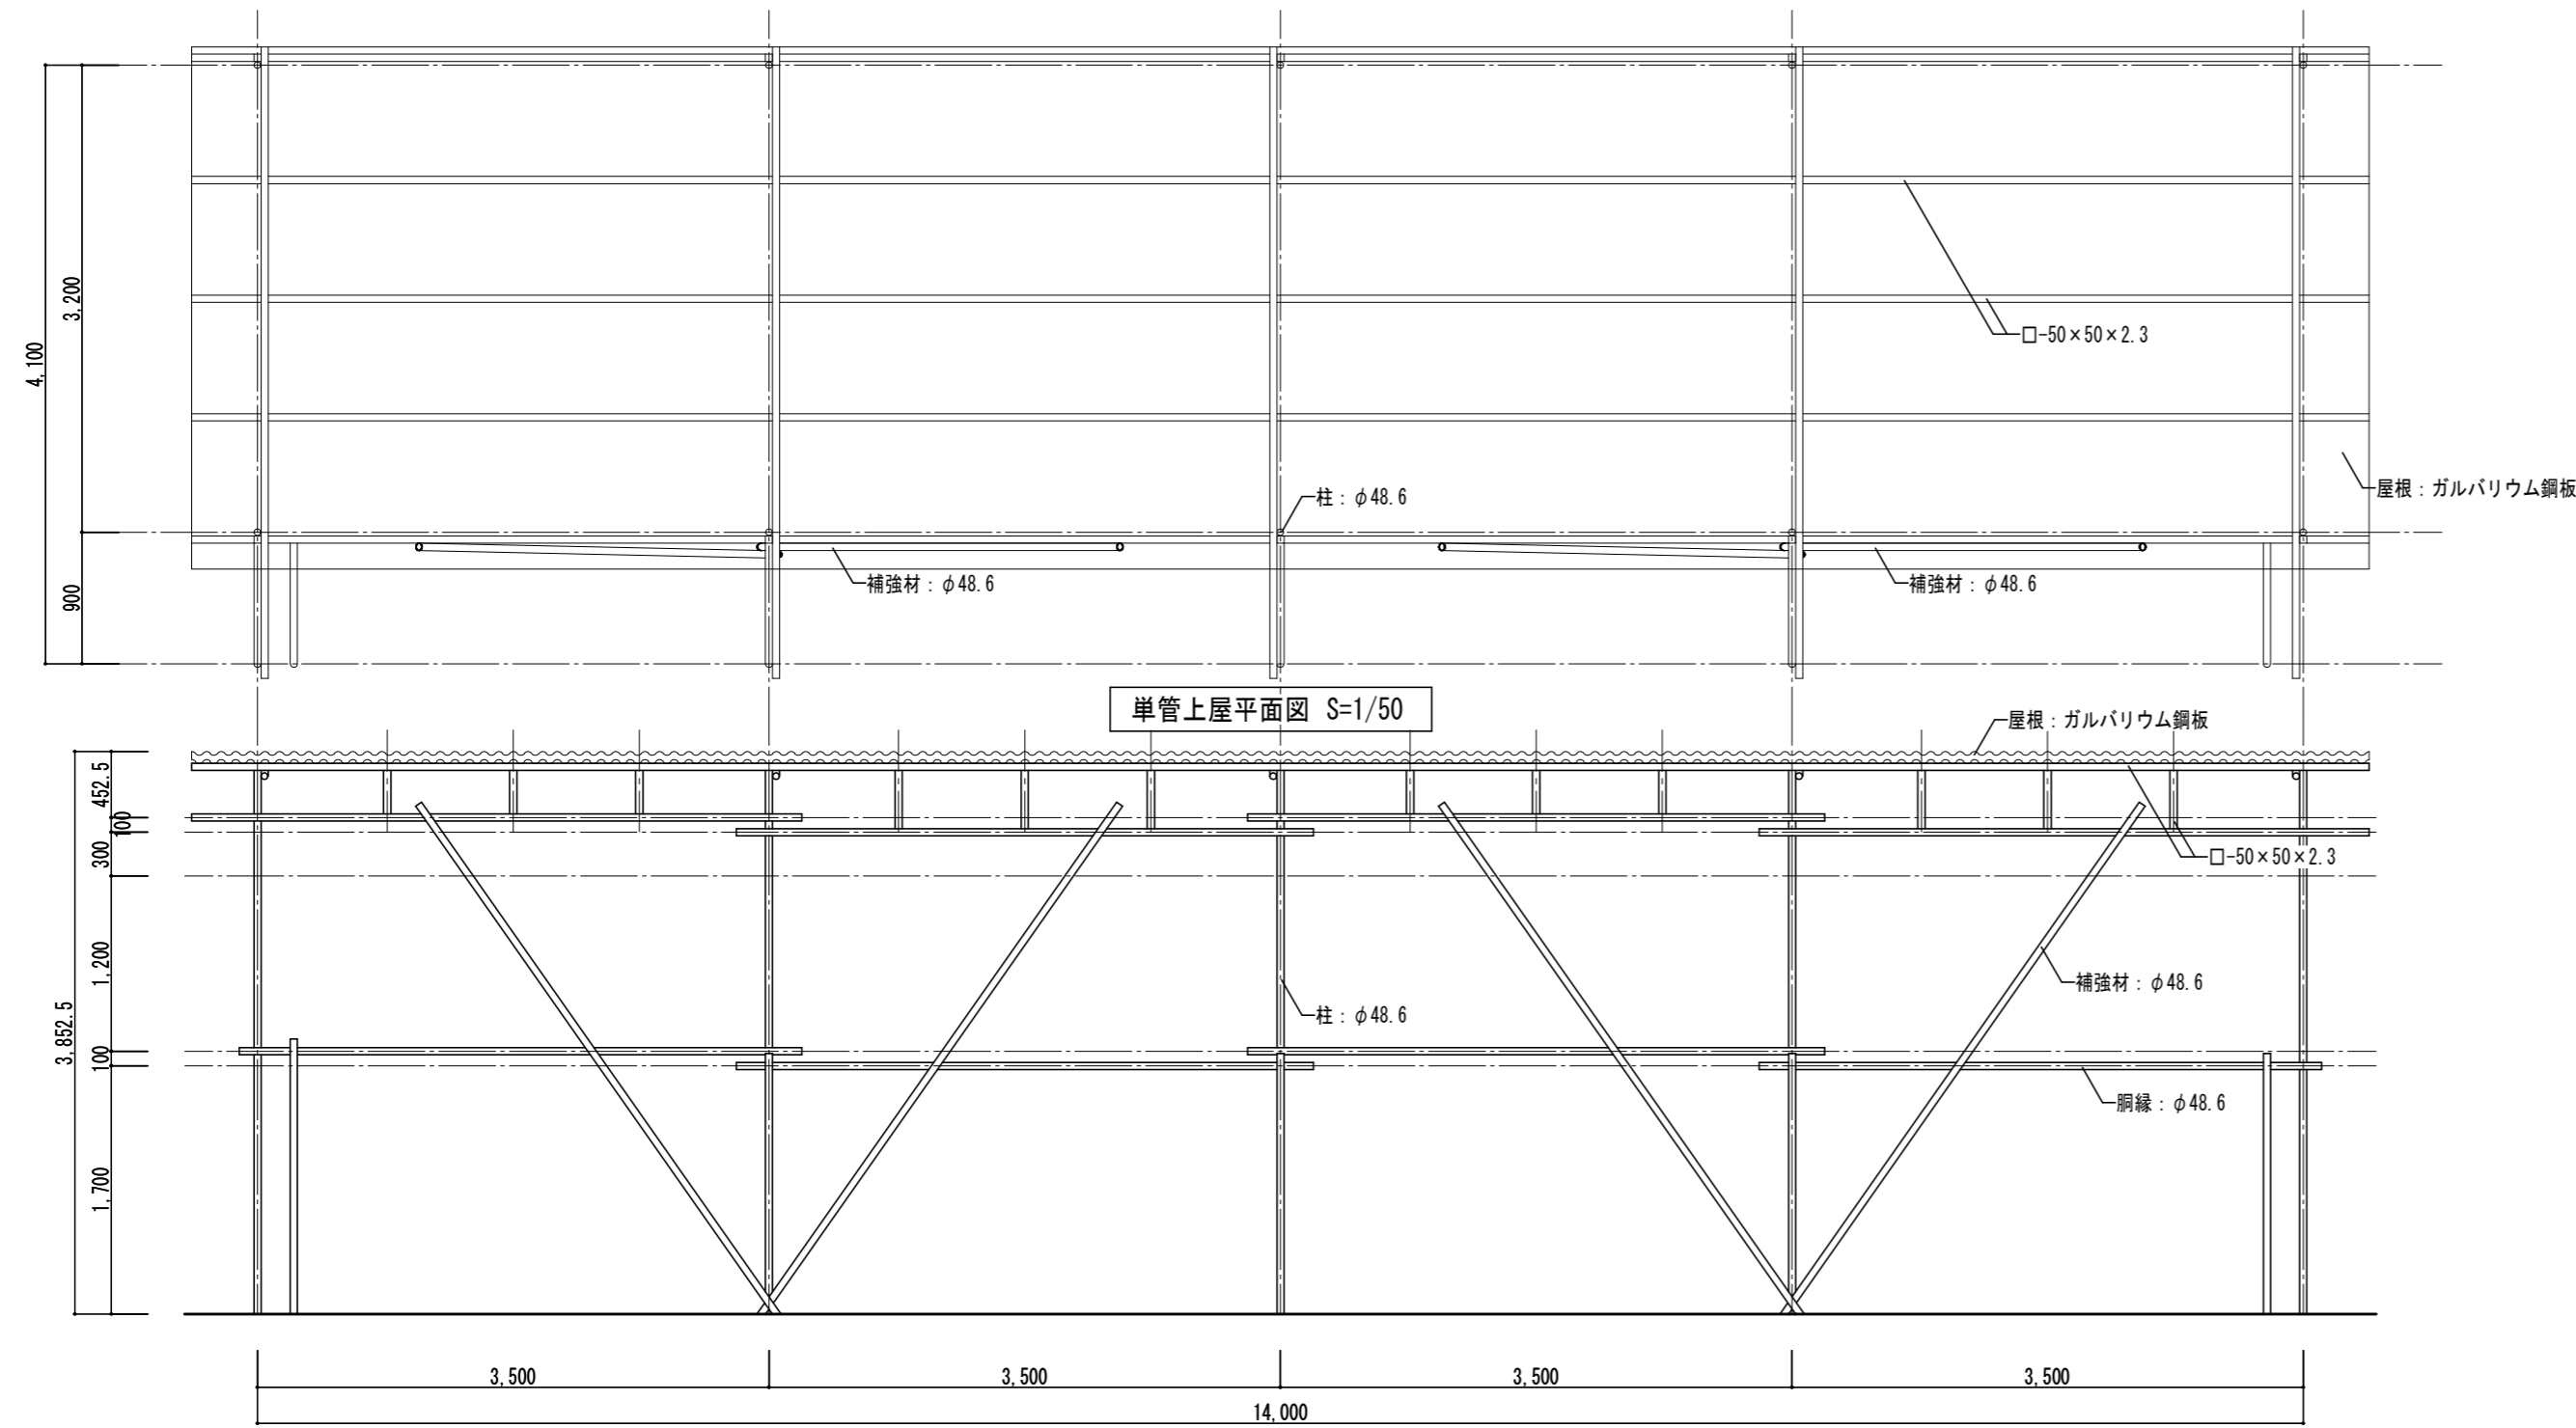 3,200
4,100
□-50×50×2.3
屋根：ガルバリウム鋼板
柱：φ48.6
補強材：φ48.6
補強材：φ48.6
900
単管上屋平面図 S=1/50
屋根：ガルバリウム鋼板
452.5
100
300
□-50×50×2.3
1,200
補強材：φ48.6
柱：φ48.6
3,852.5
100
胴縁：φ48.6
1,700
3,500
3,500
3,500
3,500
14,000